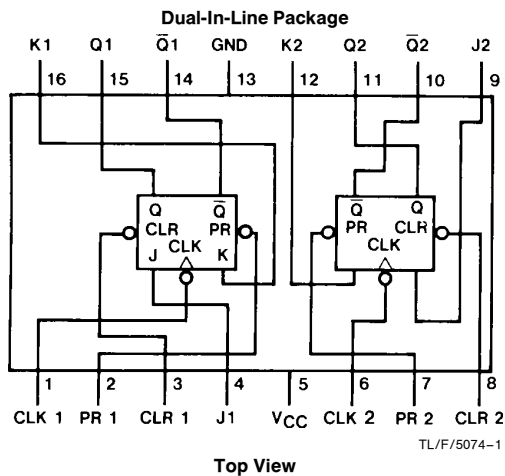 Dual-In-Line Package
K1 Q1 Q̅1 GND K2 Q2 Q̅2 J2
16 15 14 13 12 11 10 9
Q Q̅ Q̅ Q
CLR PR PR CLR
CLK CLK
J K
1 2 3 4 5 6 7 8
CLK 1 PR 1 CLR 1 J1 VCC CLK 2 PR 2 CLR 2
TL/F/5074–1
Top View